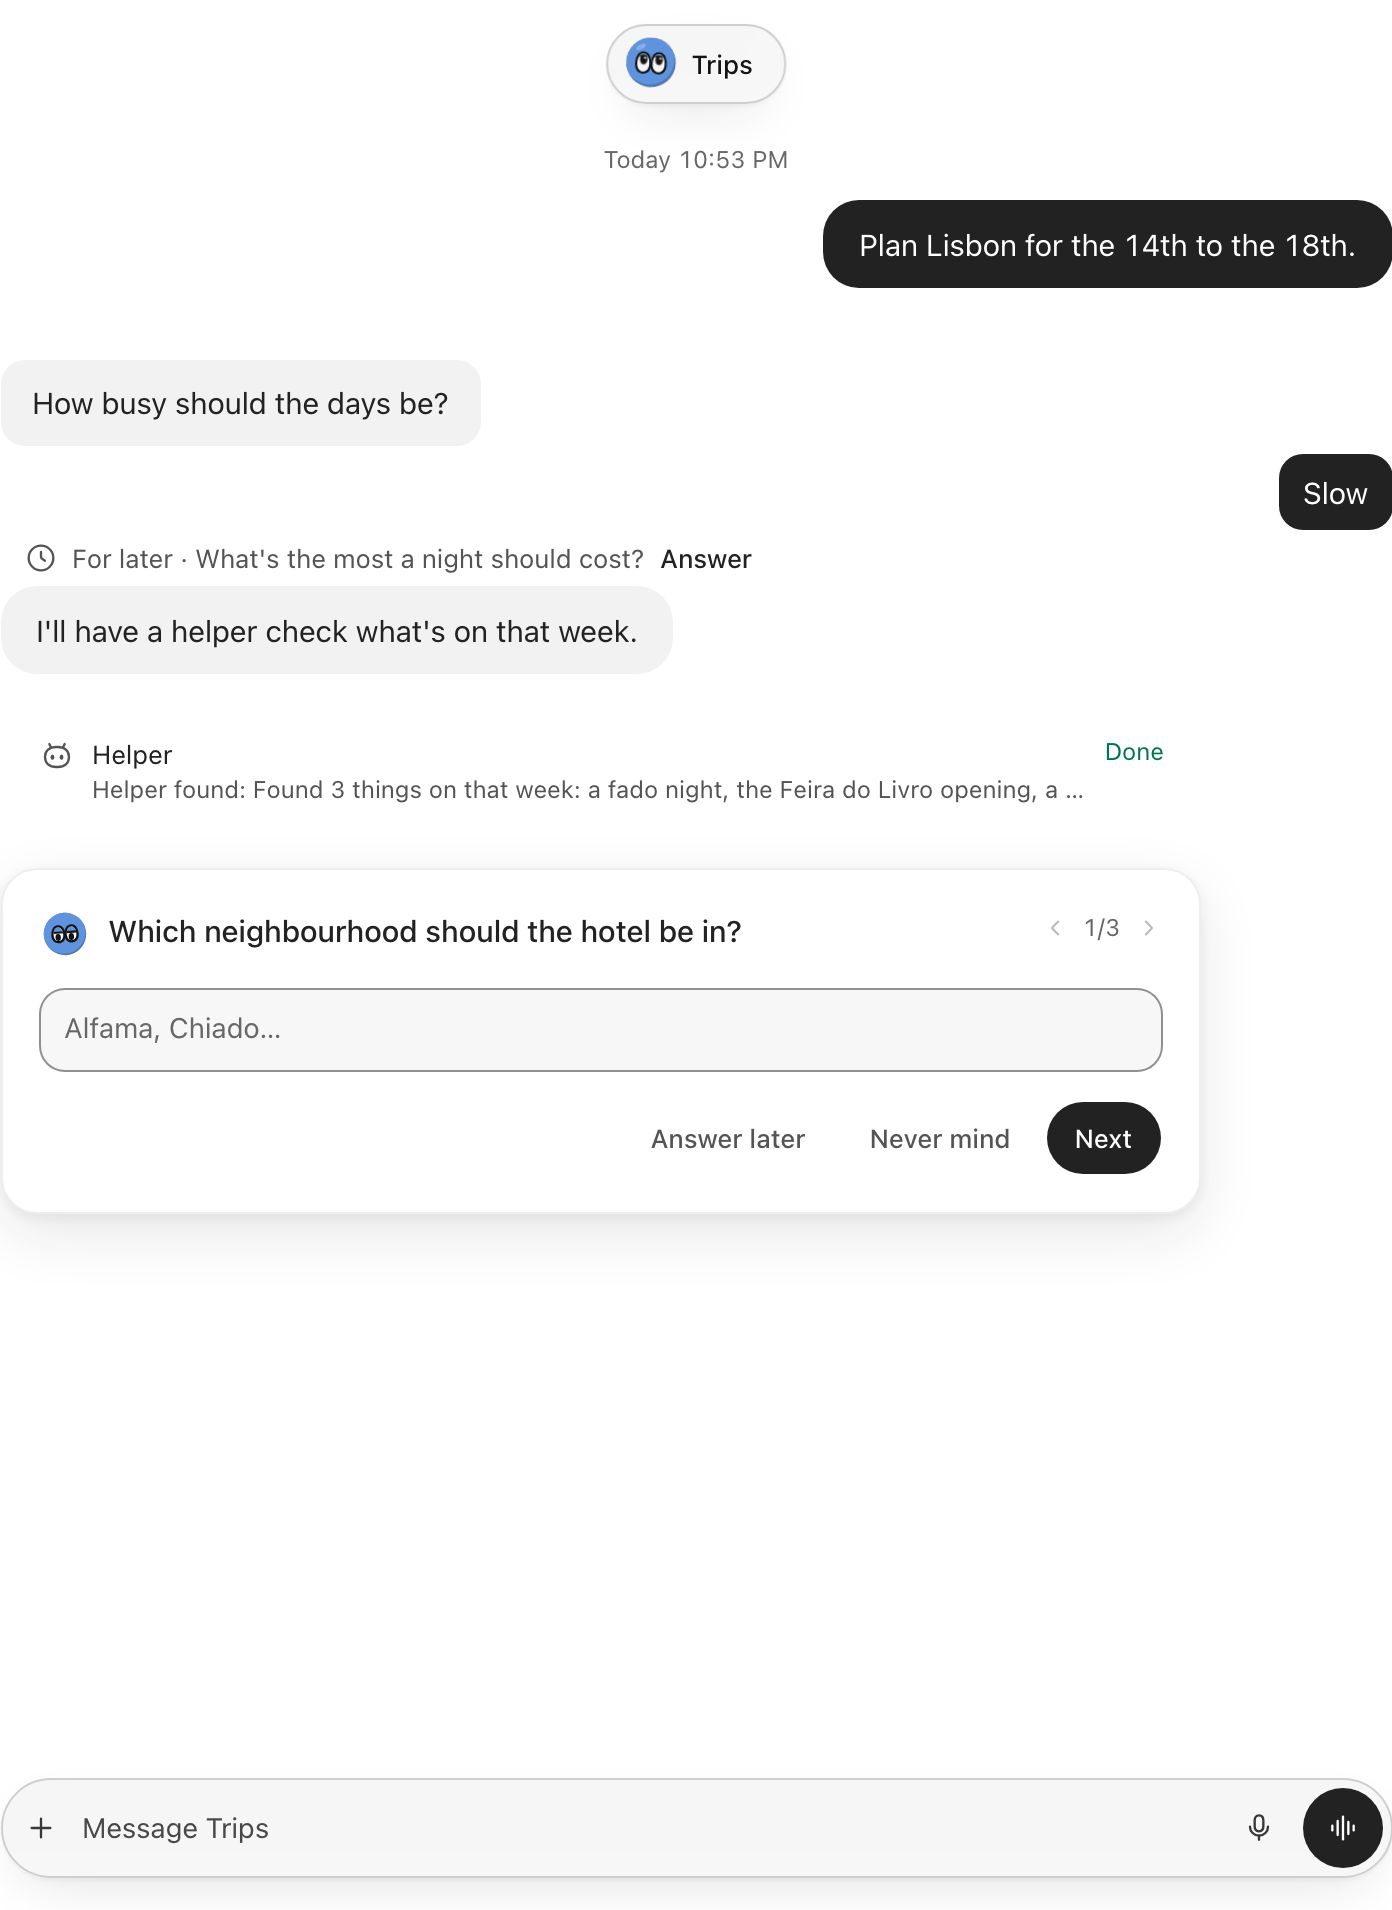 Trips
Today 10:53 PM
Plan Lisbon for the 14th to the 18th.
How busy should the days be?
Slow
For later · What's the most a night should cost? Answer
I'll have a helper check what's on that week.
Helper
Done
Helper found: Found 3 things on that week: a fado night, the Feira do Livro opening, a ...
Which neighbourhood should the hotel be in?
1/3
Alfama, Chiado...
Answer later
Never mind
Next
Message Trips